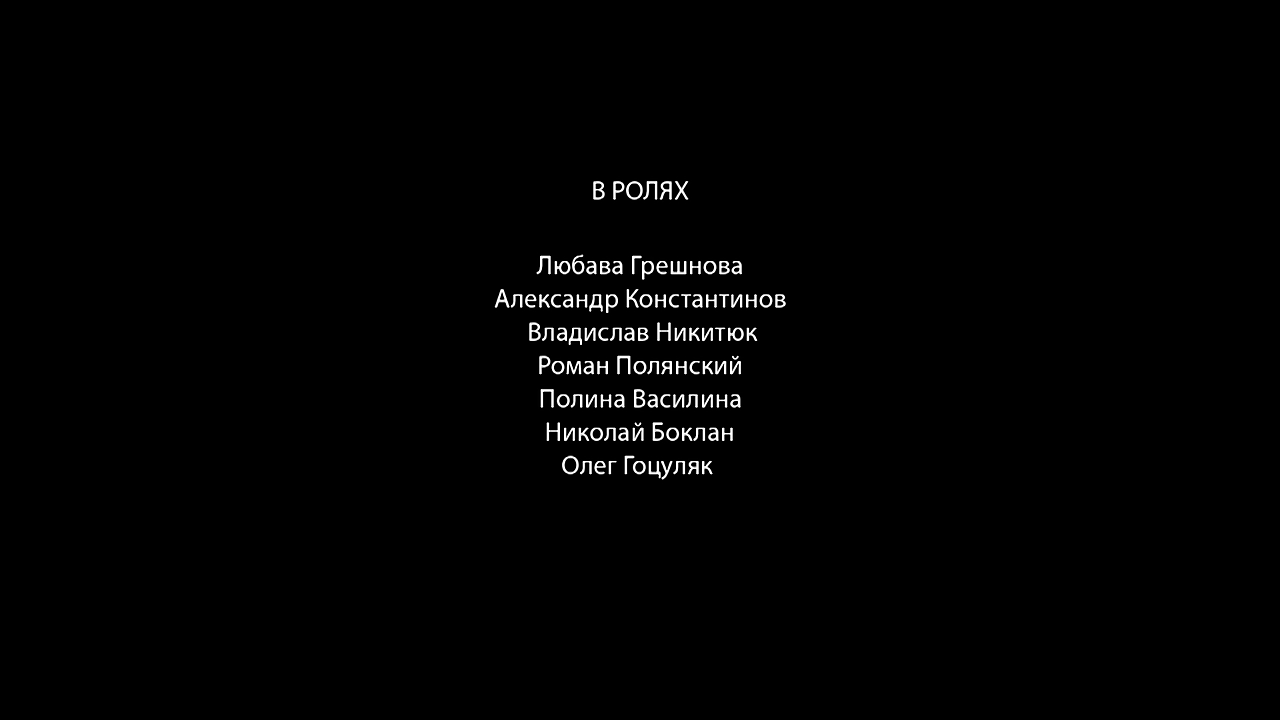 В РОЛЯХ
Любава Грешнова
Александр Константинов
Владислав Никитюк
Роман Полянский
Полина Василина
Николай Боклан
Олег Гоцуляк